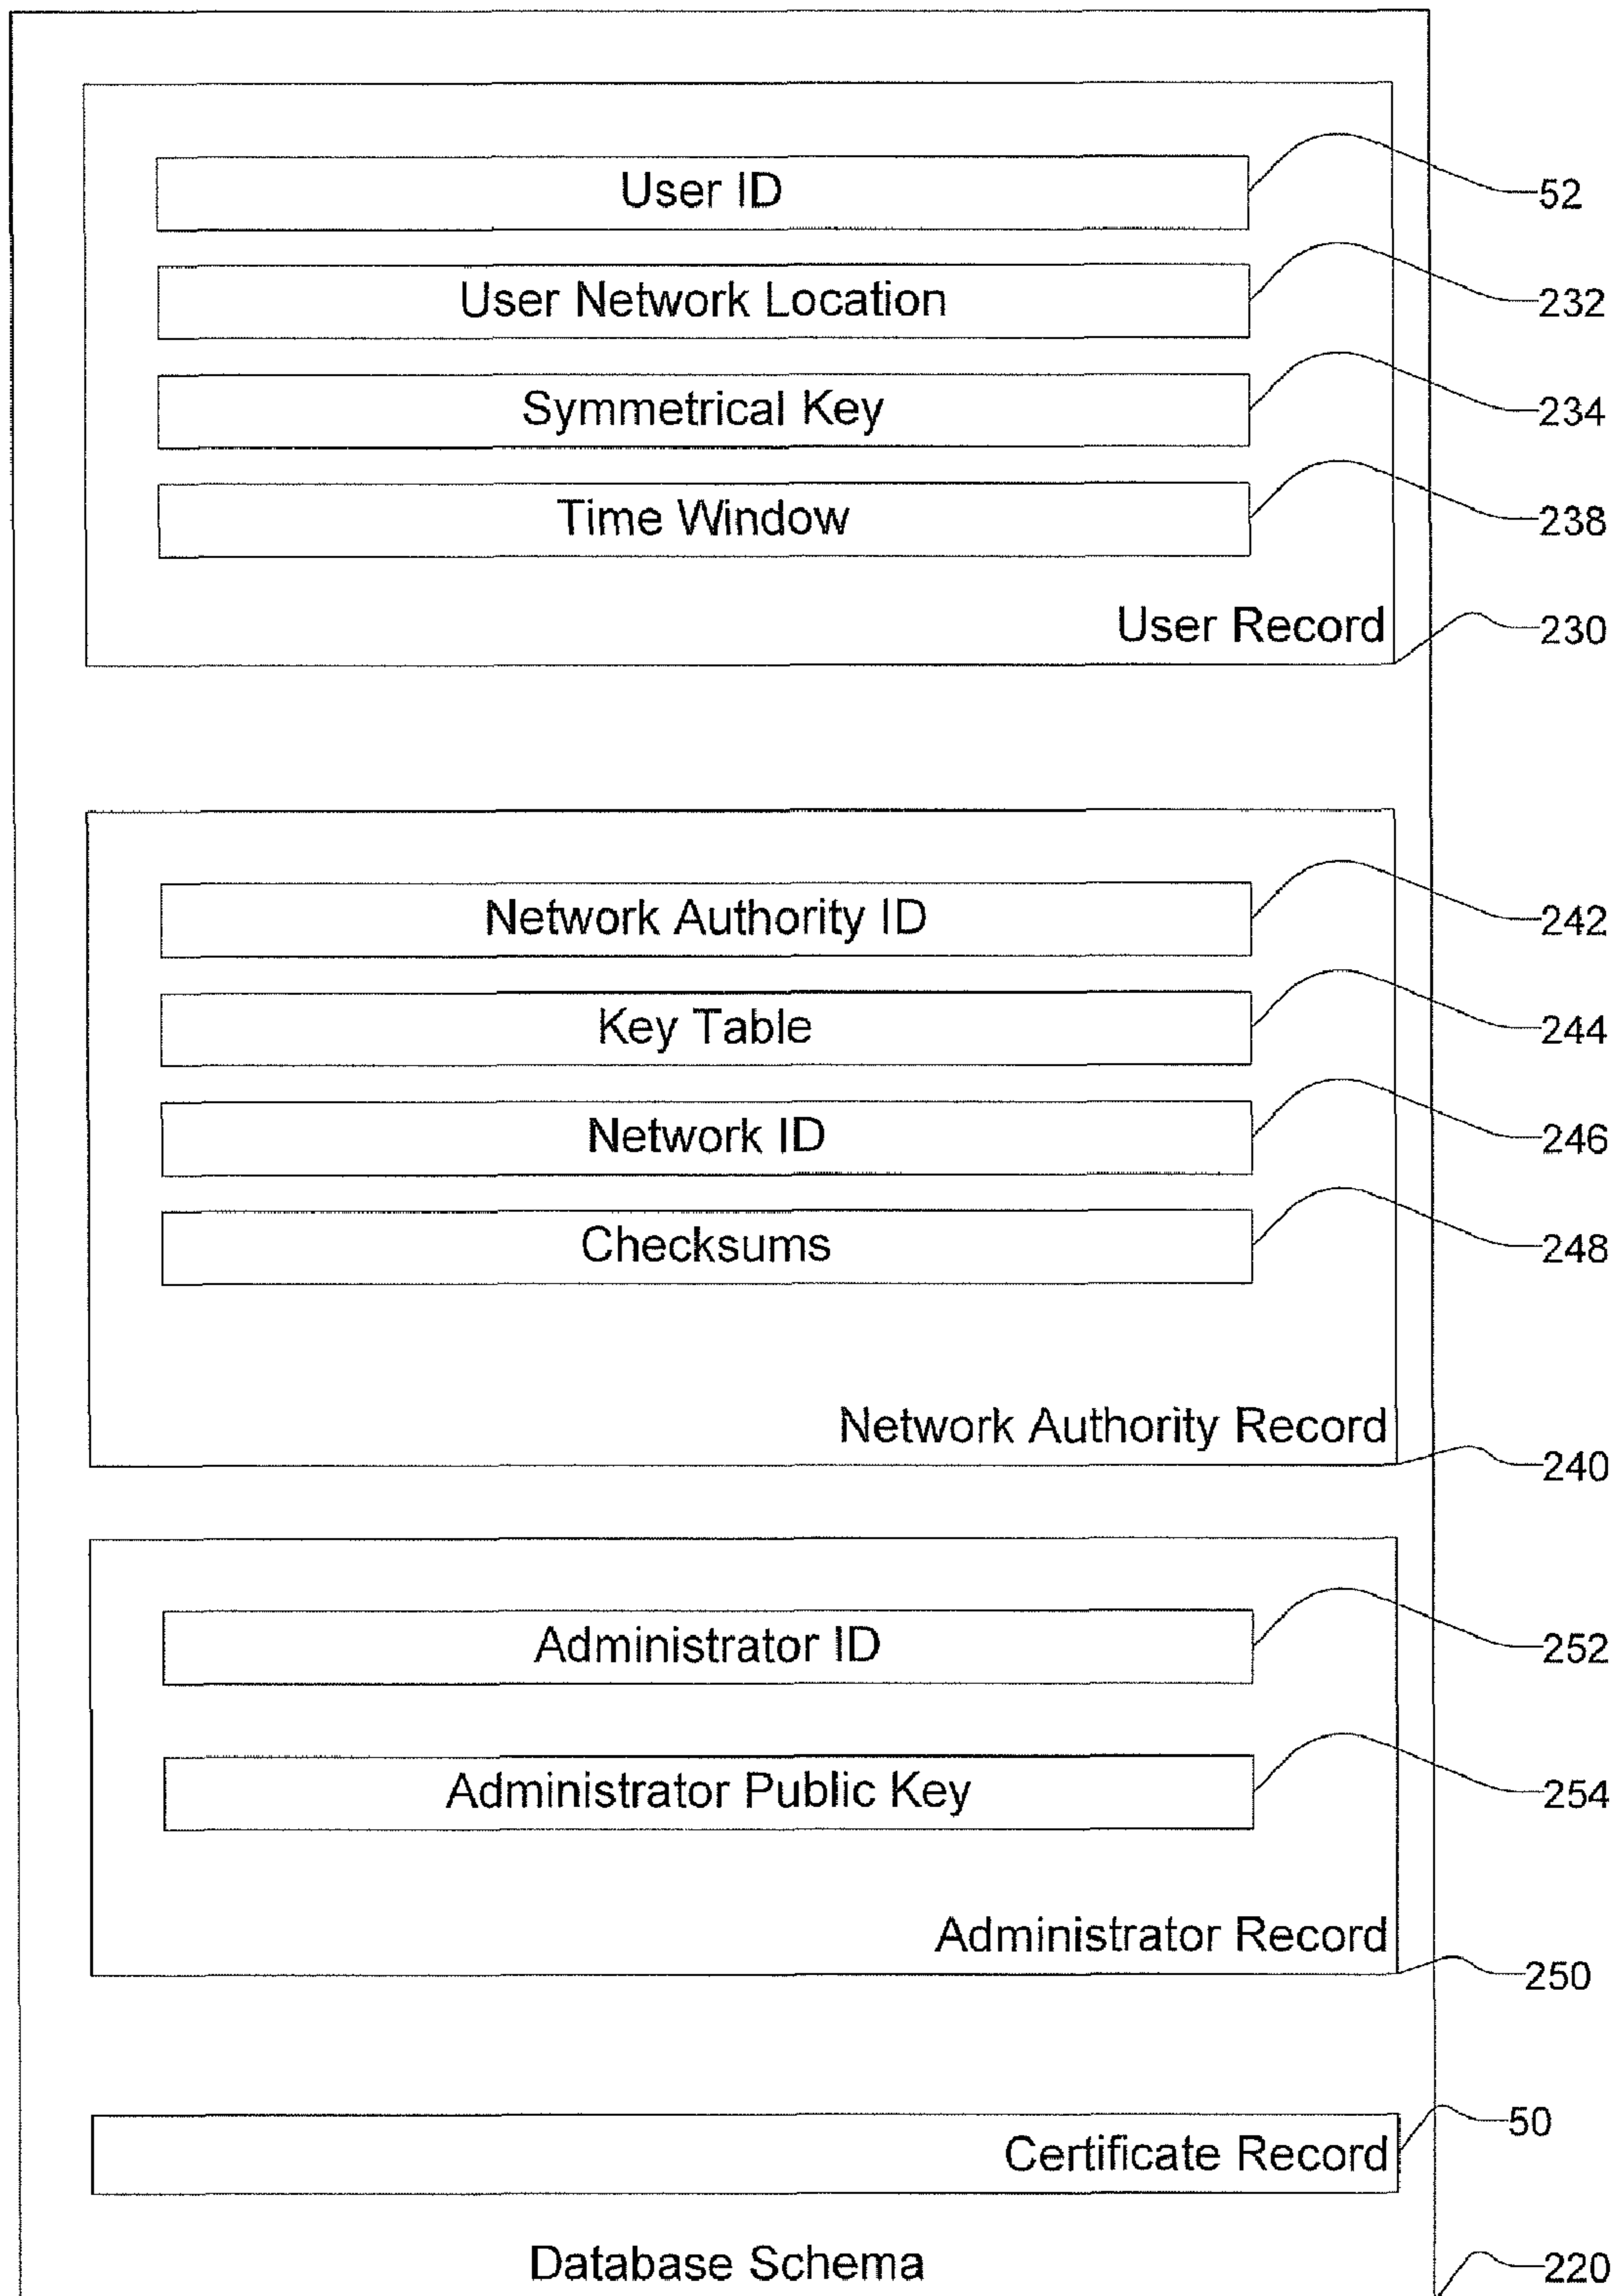 User ID 52
User Network Location 232
Symmetrical Key 234
Time Window 238
User Record 230
Network Authority ID 242
Key Table 244
Network ID 246
Checksums 248
Network Authority Record
240
Administrator ID 252
Administrator Public Key 254
Administrator Record
250
50
Certificate Record
Database Schema 220